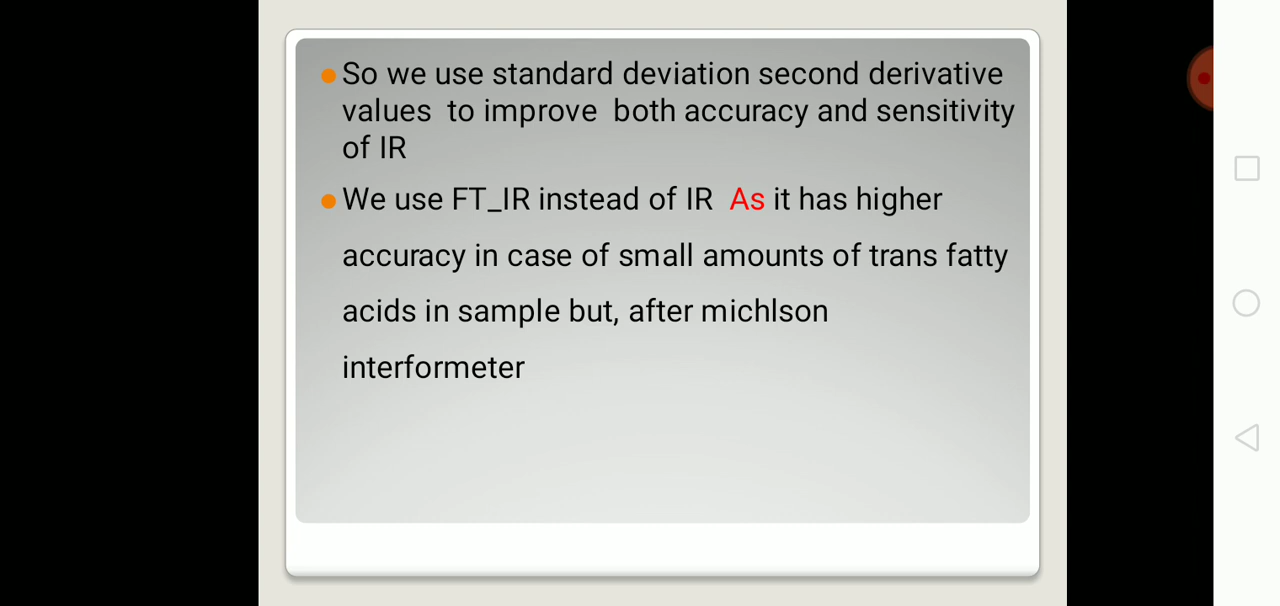 So we use standard deviation second derivative
values to improve both accuracy and sensitivity
of IR
We use FT_IR instead of IR As it has higher
accuracy in case of small amounts of trans fatty
acids in sample but, after michlson
interformeter